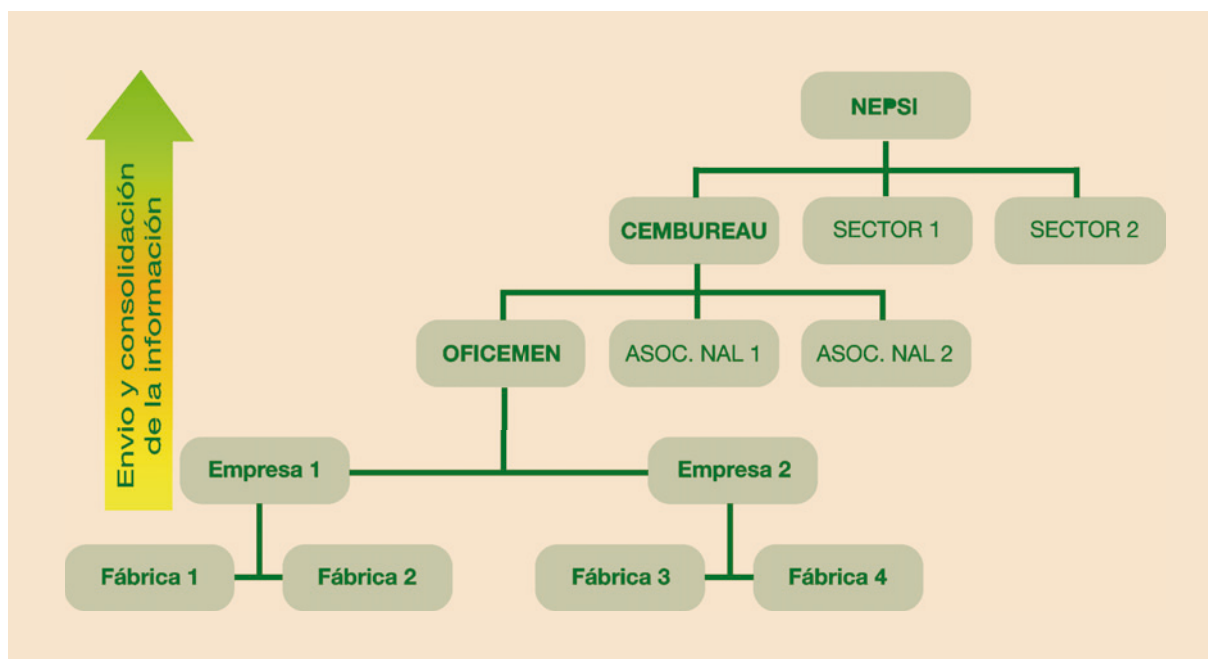 NEPSI
CEMBUREAU
SECTOR 1
SECTOR 2
OFICEMEN
ASOC. NAL 1
ASOC. NAL 2
Empresa 1
Empresa 2
Fábrica 1
Fábrica 2
Fábrica 3
Fábrica 4
Envio y consolidación
de la información